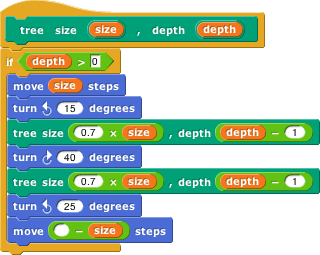 tree size size , depth depth
if depth > 0
move size steps
turn ↺ 15 degrees
tree size 0.7 × size , depth depth − 1
turn ↻ 40 degrees
tree size 0.7 × size , depth depth − 1
turn ↺ 25 degrees
move − size steps